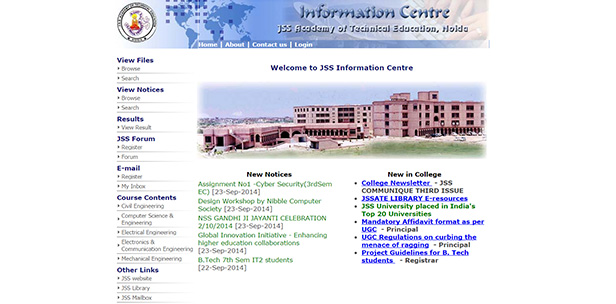 Information Centre
JSS Academy of Technical Education, Noida
Home | About | Contact us | Login
View Files
Browse
Search
View Notices
Browse
Search
Results
View Result
JSS Forum
Register
Forum
E-mail
Register
My Inbox
Course Contents
Civil Engineering
Computer Science &
Engineering
Electrical Engineering
Electronics &
Communication Engineering
Mechanical Engineering
Other Links
JSS website
JSS Library
JSS Mailbox
Welcome to JSS Information Centre
New Notices
Assignment No1 -Cyber Security(3rdSem
EC) [23-Sep-2014]
Design Workshop by Nibble Computer
Society [23-Sep-2014]
NSS GANDHI JI JAYANTI CELEBRATION
2/10/2014 [23-Sep-2014]
Global Innovation Initiative - Enhancing
higher education collaborations
[23-Sep-2014]
B.Tech 7th Sem IT2 students
[22-Sep-2014]
New in College
College Newsletter - JSS
COMMUNIQUE THIRD ISSUE
JSSATE LIBRARY E-resources
JSS University placed in India's
Top 20 Universities
Mandatory Affidavit format as per
UGC - Principal
UGC Regulations on curbing the
menace of ragging - Principal
Project Guidelines for B. Tech
students - Registrar